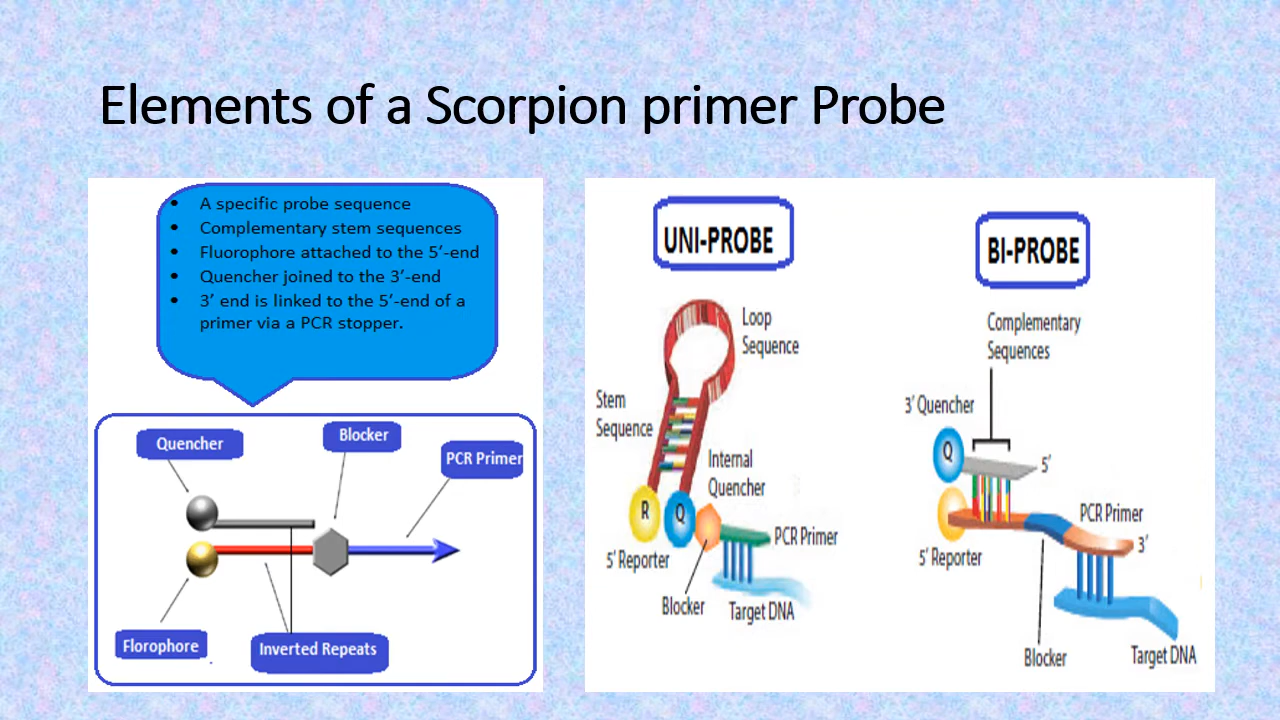 Elements of a Scorpion primer Probe
• A specific probe sequence
• Complementary stem sequences
• Fluorophore attached to the 5’-end
• Quencher joined to the 3’-end
• 3’ end is linked to the 5’-end of a
primer via a PCR stopper.
Quencher
Blocker
PCR Primer
Florophore
Inverted Repeats
UNI-PROBE
Loop
Sequence
Stem
Sequence
Internal
Quencher
R
Q
5’ Reporter
PCR Primer
Blocker
Target DNA
BI-PROBE
Complementary
Sequences
3’ Quencher
Q
5’
PCR Primer
3’
5’ Reporter
Blocker
Target DNA